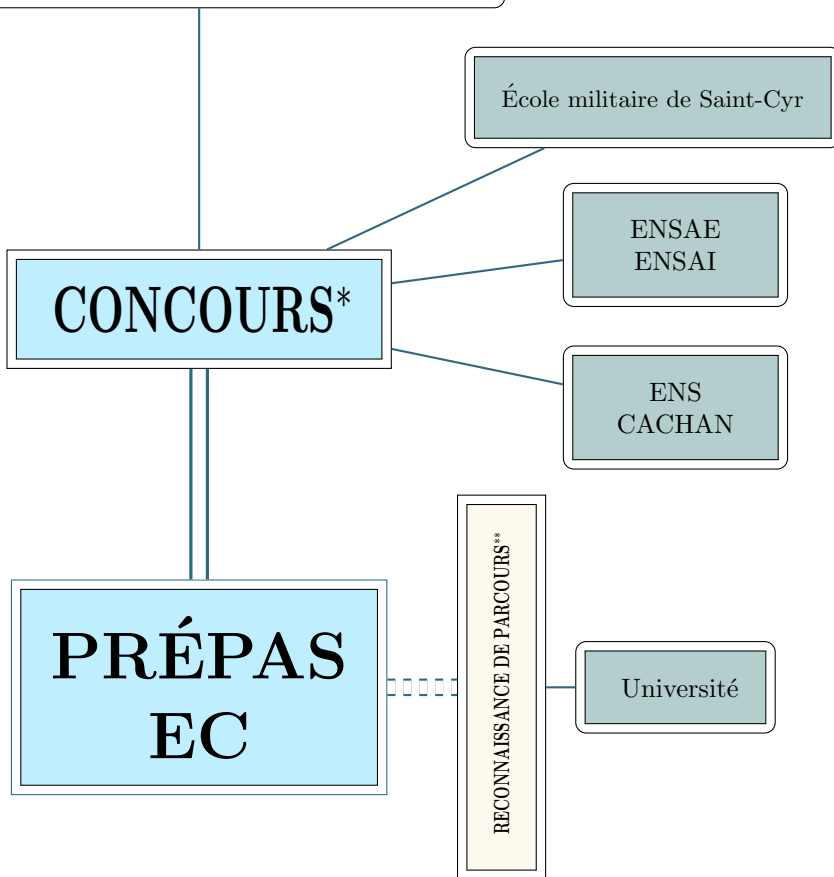 École militaire de Saint-Cyr
ENSAE
ENSAI
CONCOURS*
ENS
CACHAN
RECONNAISSANCE DE PARCOURS**
PRÉPAS
EC
Université